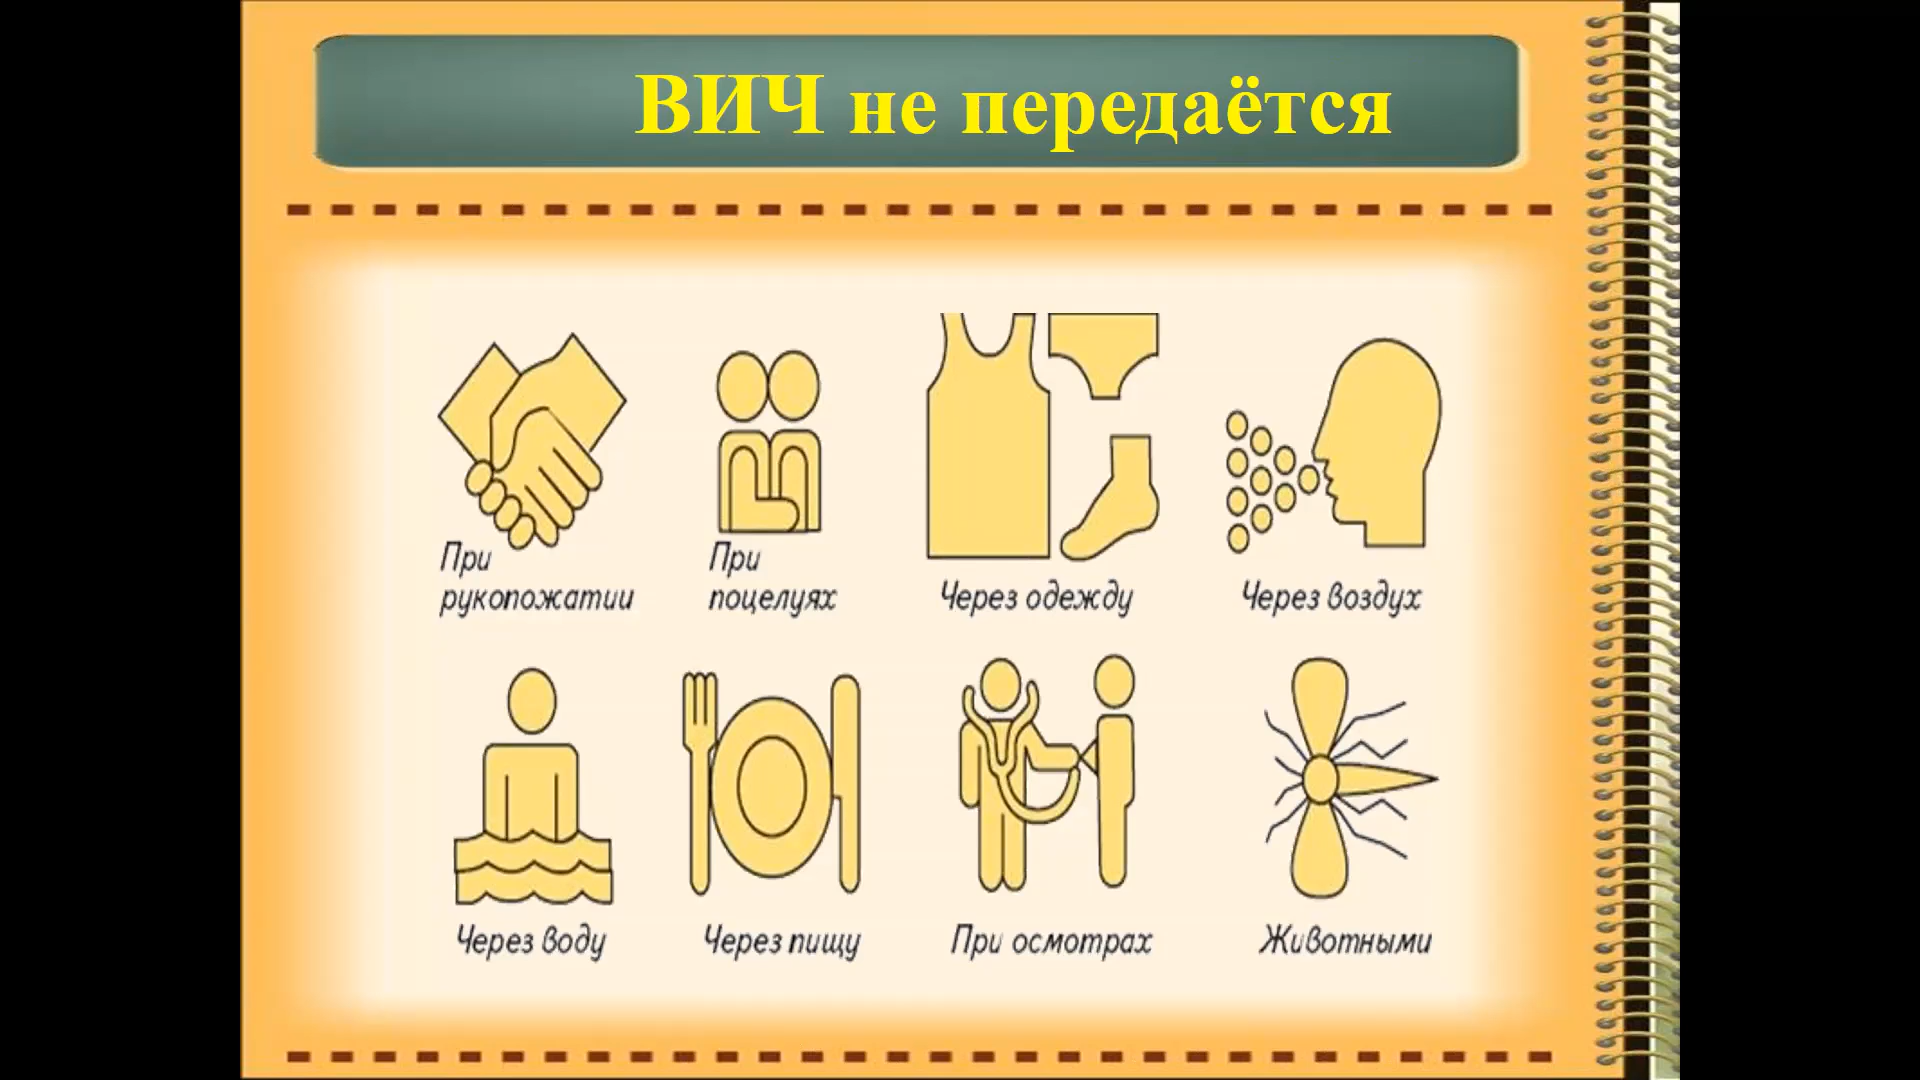 ВИЧ не передаётся
При
рукопожатии
При
поцелуях
Через одежду
Через воздух
Через воду
Через пищу
При осмотрах
Животными